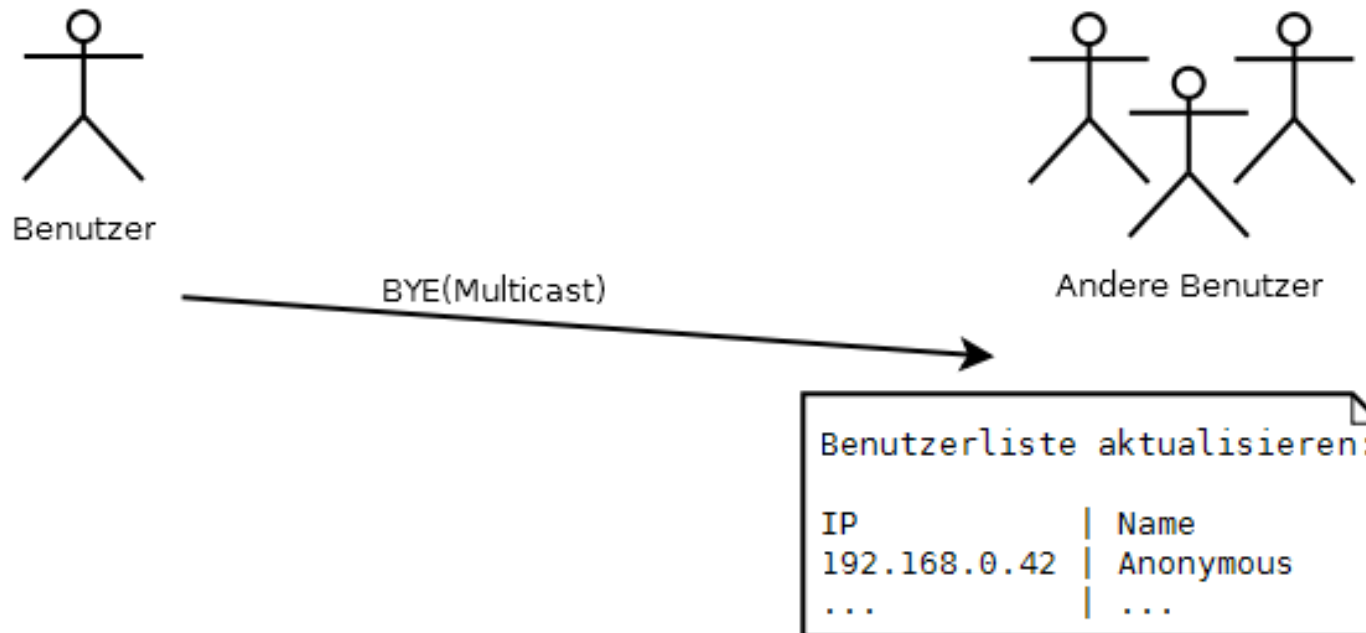 Benutzer
Andere Benutzer
BYE(Multicast)
Benutzerliste aktualisieren:
IP | Name
192.168.0.42 | Anonymous
... | ...